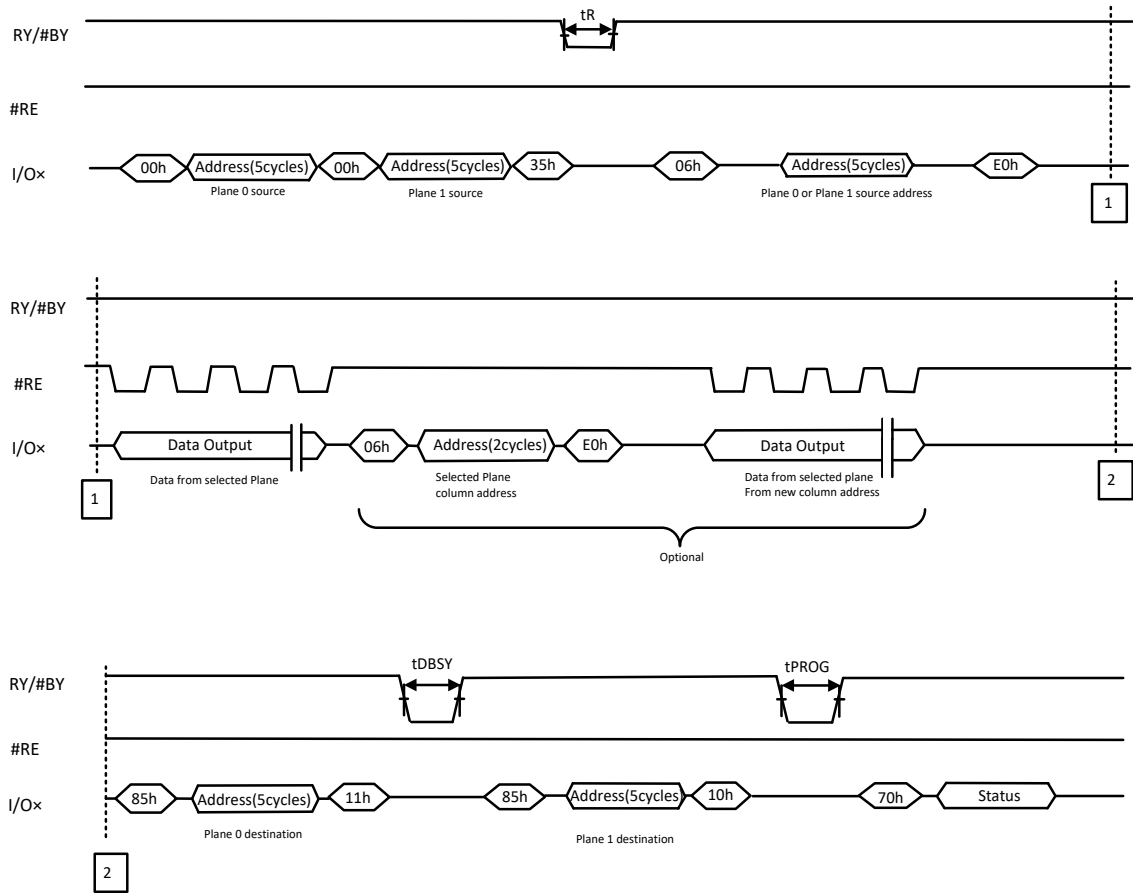 tR
RY/#BY
#RE
I/O×
00h Address(5cycles) 00h Address(5cycles) 35h 06h Address(5cycles) E0h
Plane 0 source Plane 1 source Plane 0 or Plane 1 source address
1
RY/#BY
#RE
I/O×
Data Output 06h Address(2cycles) E0h Data Output
Data from selected Plane Selected Plane Data from selected plane
column address From new column address
1 2
Optional
tDBSY tPROG
RY/#BY
#RE
I/O×
85h Address(5cycles) 11h 85h Address(5cycles) 10h 70h Status
Plane 0 destination Plane 1 destination
2